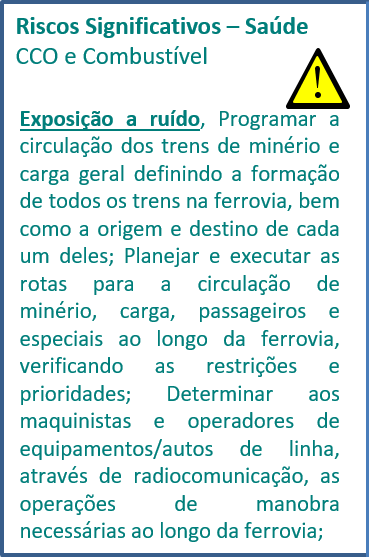 Riscos Significativos – Saúde
CCO e Combustível
!
Exposição a ruído, Programar a
circulação dos trens de minério e
carga geral definindo a formação
de todos os trens na ferrovia, bem
como a origem e destino de cada
um deles; Planejar e executar as
rotas para a circulação de
minério, carga, passageiros e
especiais ao longo da ferrovia,
verificando as restrições e
prioridades; Determinar aos
maquinistas e operadores de
equipamentos/autos de linha,
através de radiocomunicação, as
operações de manobra
necessárias ao longo da ferrovia;